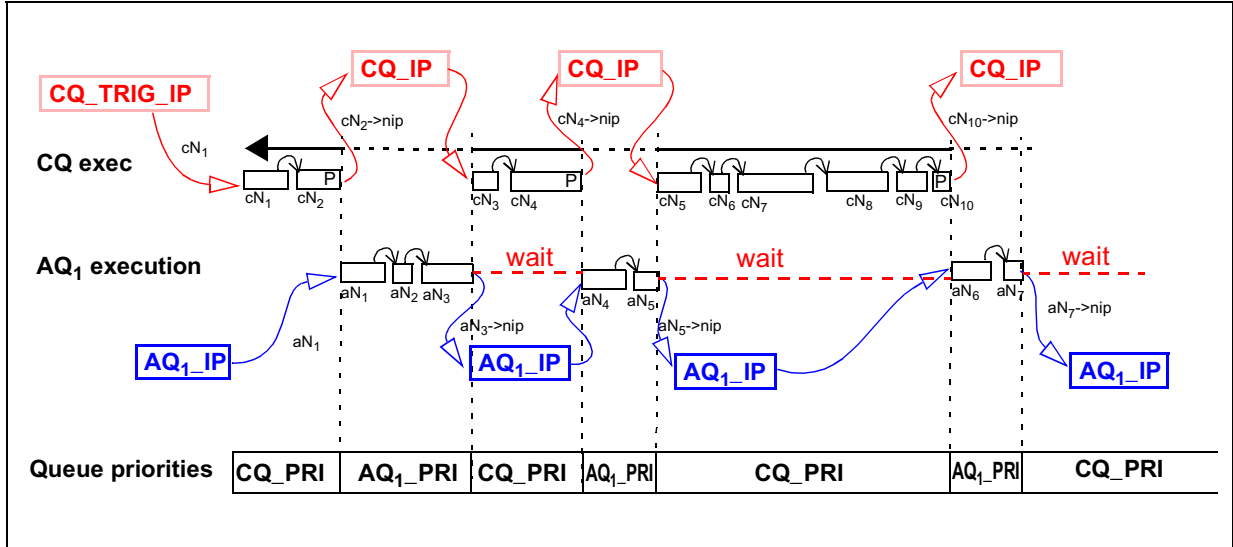 CQ_IP CQ_IP CQ_IP
CQ_TRIG_IP
cN2->nip cN4->nip cN10->nip
cN1
CQ exec
P P P
cN1 cN2 cN3 cN4 cN5 cN6 cN7 cN8 cN9 cN10
wait wait wait
AQ1 execution
aN1 aN2 aN3 aN4 aN5 aN6 aN7
aN3->nip aN5->nip aN7->nip
aN1
AQ1_IP AQ1_IP AQ1_IP AQ1_IP
Queue priorities CQ_PRI AQ1_PRI CQ_PRI AQ1_PRI CQ_PRI AQ1_PRI CQ_PRI